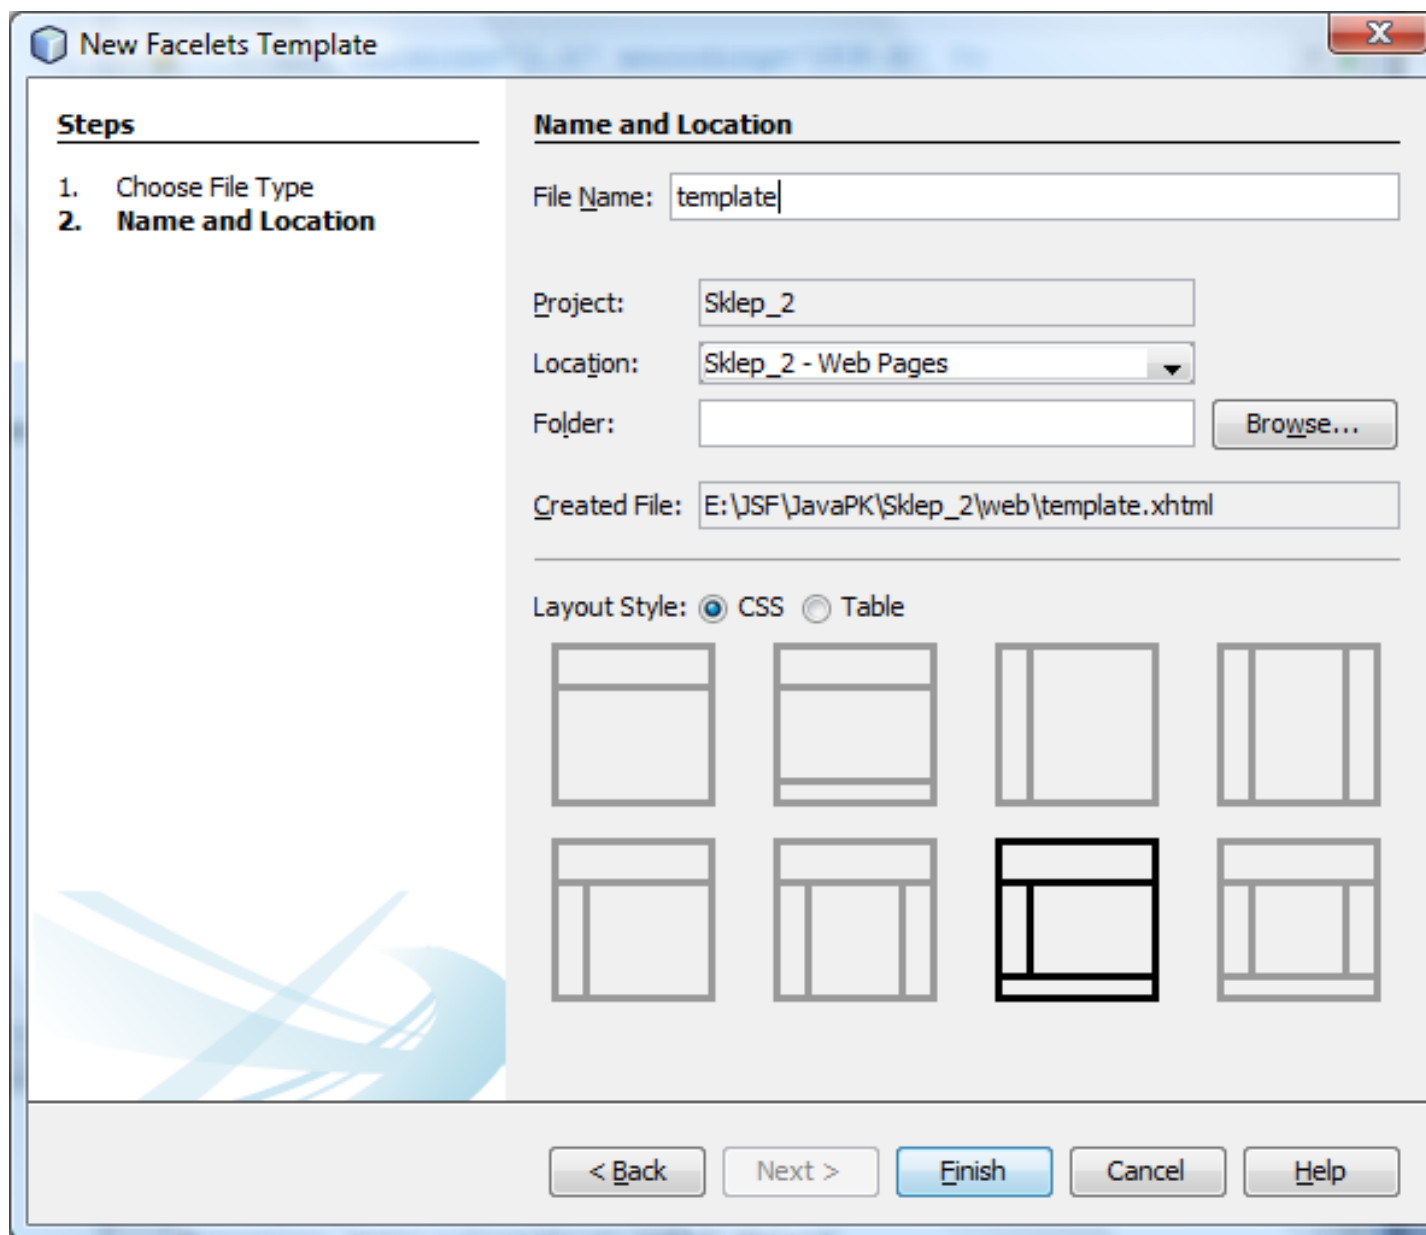 New Facelets Template
Steps
1. Choose File Type
2. Name and Location
Name and Location
File Name: template
Project: Sklep_2
Location: Sklep_2 - Web Pages
Folder: Browse...
Created File: E:\JSF\JavaPK\Sklep_2\web\template.xhtml
Layout Style: CSS Table
< Back Next > Finish Cancel Help